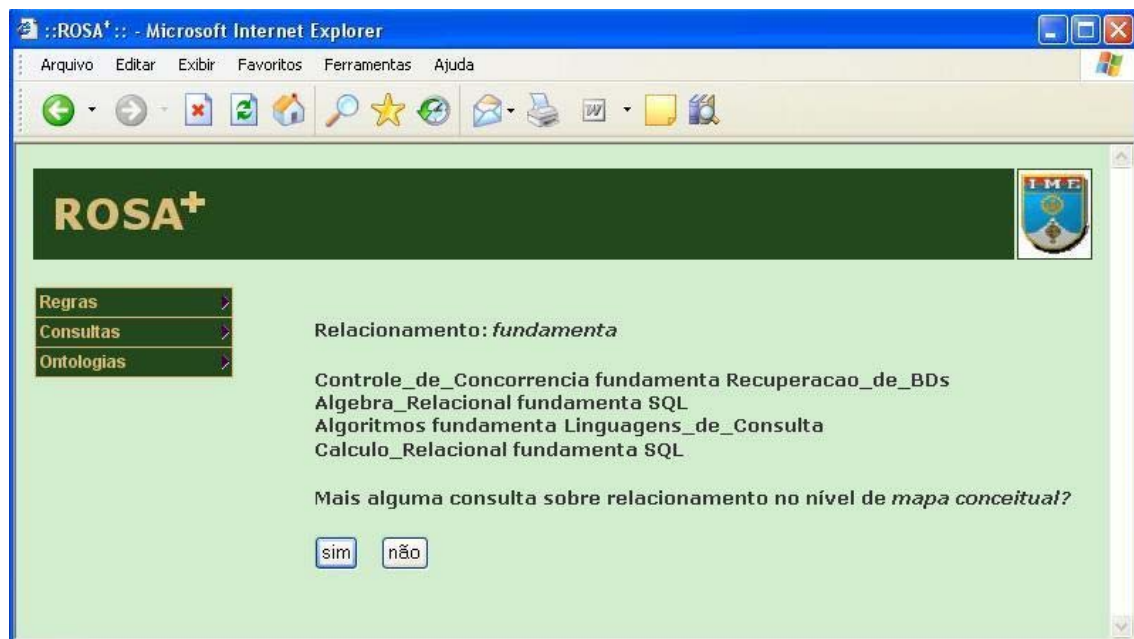 ::ROSA⁺:: - Microsoft Internet Explorer
Arquivo Editar Exibir Favoritos Ferramentas Ajuda
W
ROSA⁺
IME
Regras
Consultas
Ontologias
Relacionamento: fundamenta
Controle_de_Concorrencia fundamenta Recuperacao_de_BDs
Algebra_Relacional fundamenta SQL
Algoritmos fundamenta Linguagens_de_Consulta
Calculo_Relacional fundamenta SQL
Mais alguma consulta sobre relacionamento no nível de mapa conceitual?
sim não